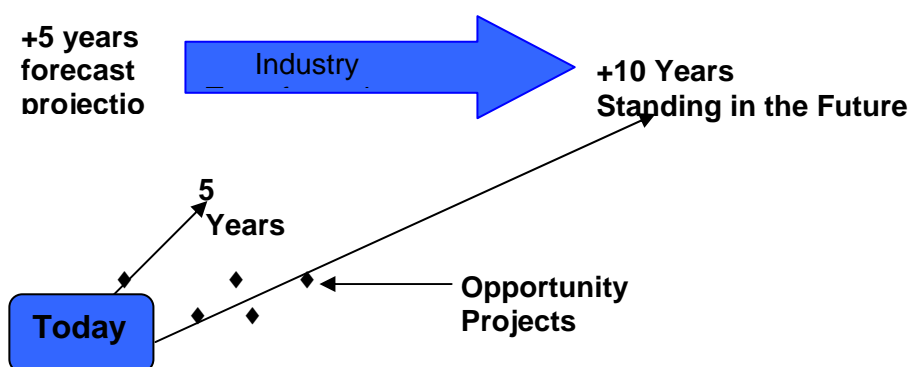 +5 years
forecast
projectio
Industry
+10 Years
Standing in the Future
5
Years
Opportunity
Projects
Today